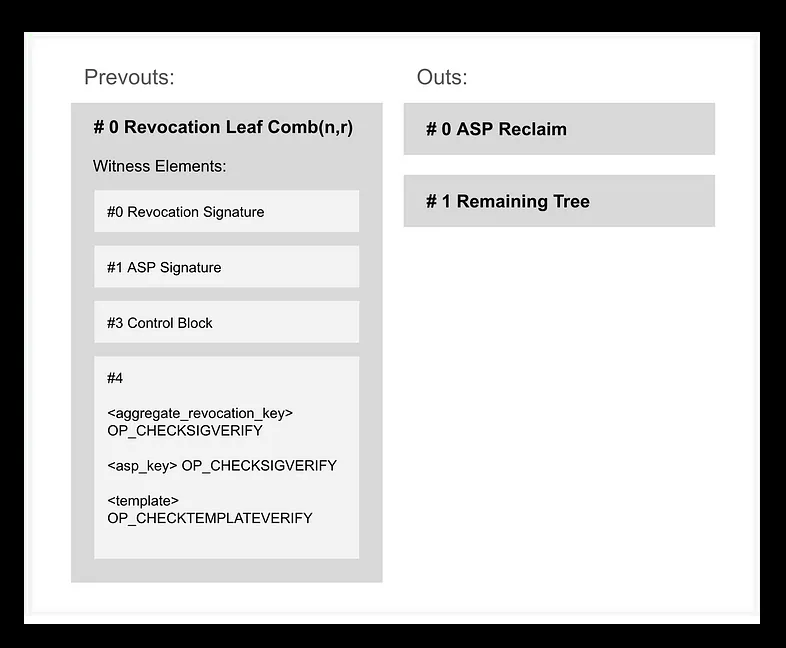 Prevouts:
# 0 Revocation Leaf Comb(n,r)
Witness Elements:
#0 Revocation Signature
#1 ASP Signature
#3 Control Block
#4
<aggregate_revocation_key>
OP_CHECKSIGVERIFY
<asp_key> OP_CHECKSIGVERIFY
<template>
OP_CHECKTEMPLATEVERIFY
Outs:
# 0 ASP Reclaim
# 1 Remaining Tree